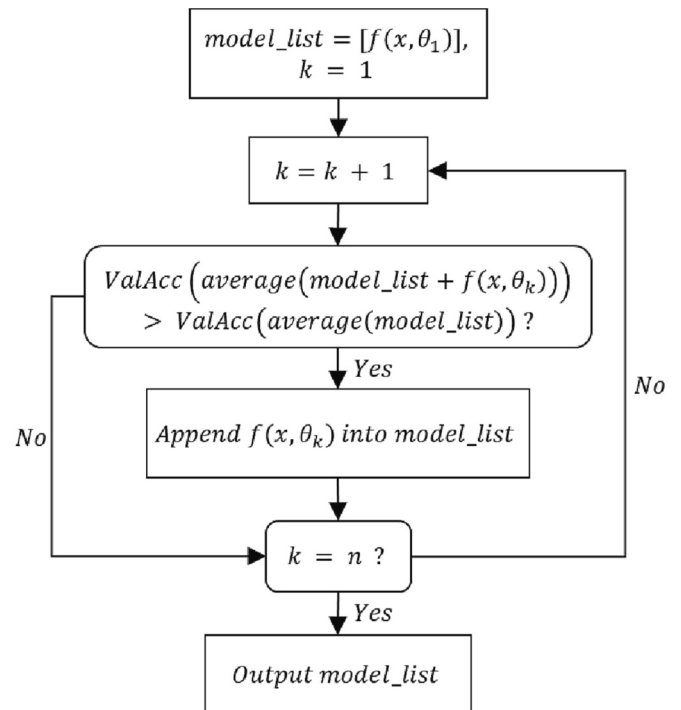 model_list = [f(x,θ₁)],
k = 1
k = k + 1
ValAcc(average(model_list + f(x,θₖ)))
> ValAcc(average(model_list)) ?
Yes
No
No
Append f(x,θₖ) into model_list
k = n ?
Yes
Output model_list